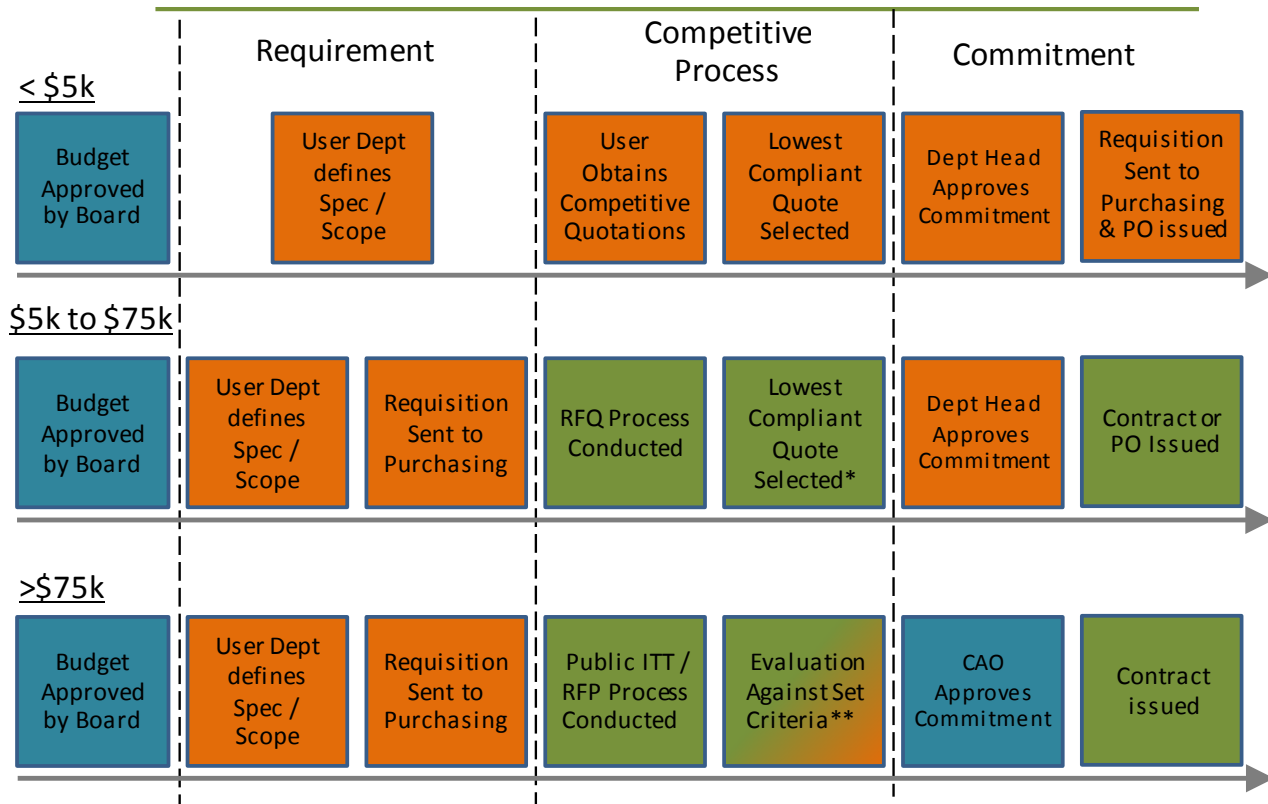 Requirement
Competitive
Process
Commitment
< $5k
Budget
Approved
by Board
User Dept
defines
Spec /
Scope
User
Obtains
Competitive
Quotations
Lowest
Compliant
Quote
Selected
Dept Head
Approves
Commitment
Requisition
Sent to
Purchasing
& PO issued
$5k to $75k
Budget
Approved
by Board
User Dept
defines
Spec /
Scope
Requisition
Sent to
Purchasing
RFQ Process
Conducted
Lowest
Compliant
Quote
Selected*
Dept Head
Approves
Commitment
Contract or
PO Issued
>$75k
Budget
Approved
by Board
User Dept
defines
Spec /
Scope
Requisition
Sent to
Purchasing
Public ITT /
RFP Process
Conducted
Evaluation
Against Set
Criteria**
CAO
Approves
Commitment
Contract
issued